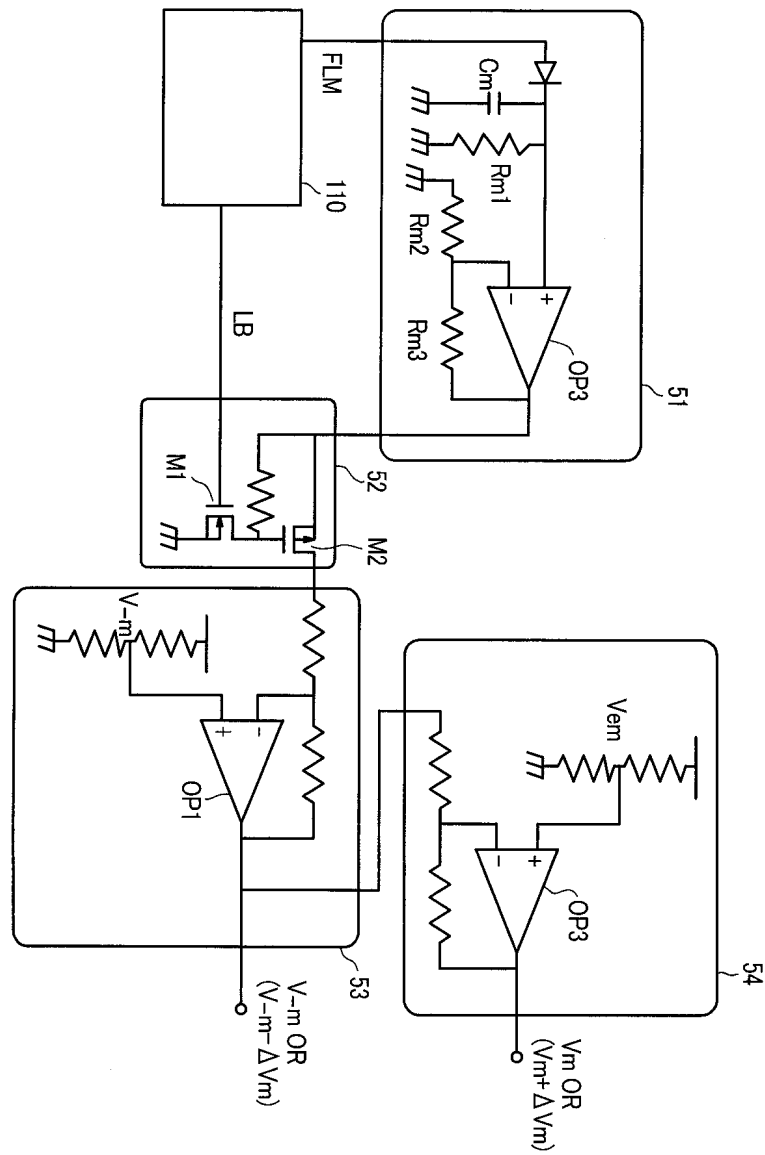 FLM
110
LB
51
Cm
Rm1
Rm2
Rm3
+
-
OP3
52
M1
M2
53
V-m
-
+
OP1
V-m OR
(V-m-ΔVm)
54
Vem
+
-
OP3
Vm OR
(Vm+ΔVm)